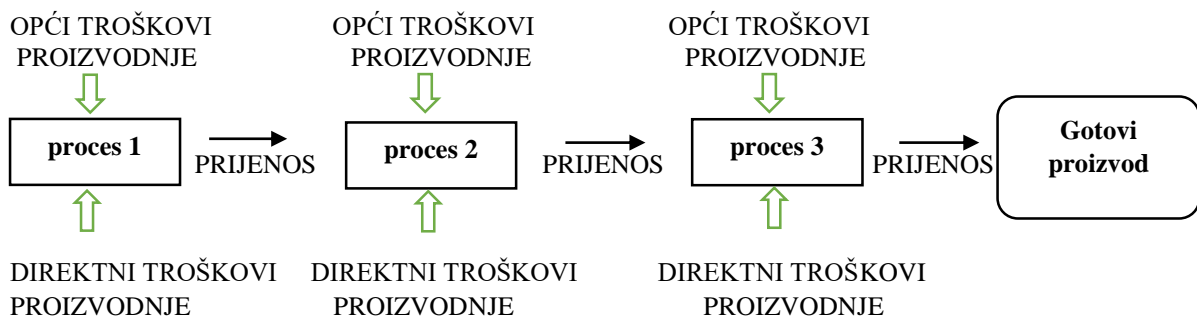 OPĆI TROŠKOVI
PROIZVODNJE
OPĆI TROŠKOVI
PROIZVODNJE
OPĆI TROŠKOVI
PROIZVODNJE
proces 1
PRIJENOS
proces 2
PRIJENOS
proces 3
PRIJENOS
Gotovi
proizvod
DIREKTNI TROŠKOVI
PROIZVODNJE
DIREKTNI TROŠKOVI
PROIZVODNJE
DIREKTNI TROŠKOVI
PROIZVODNJE